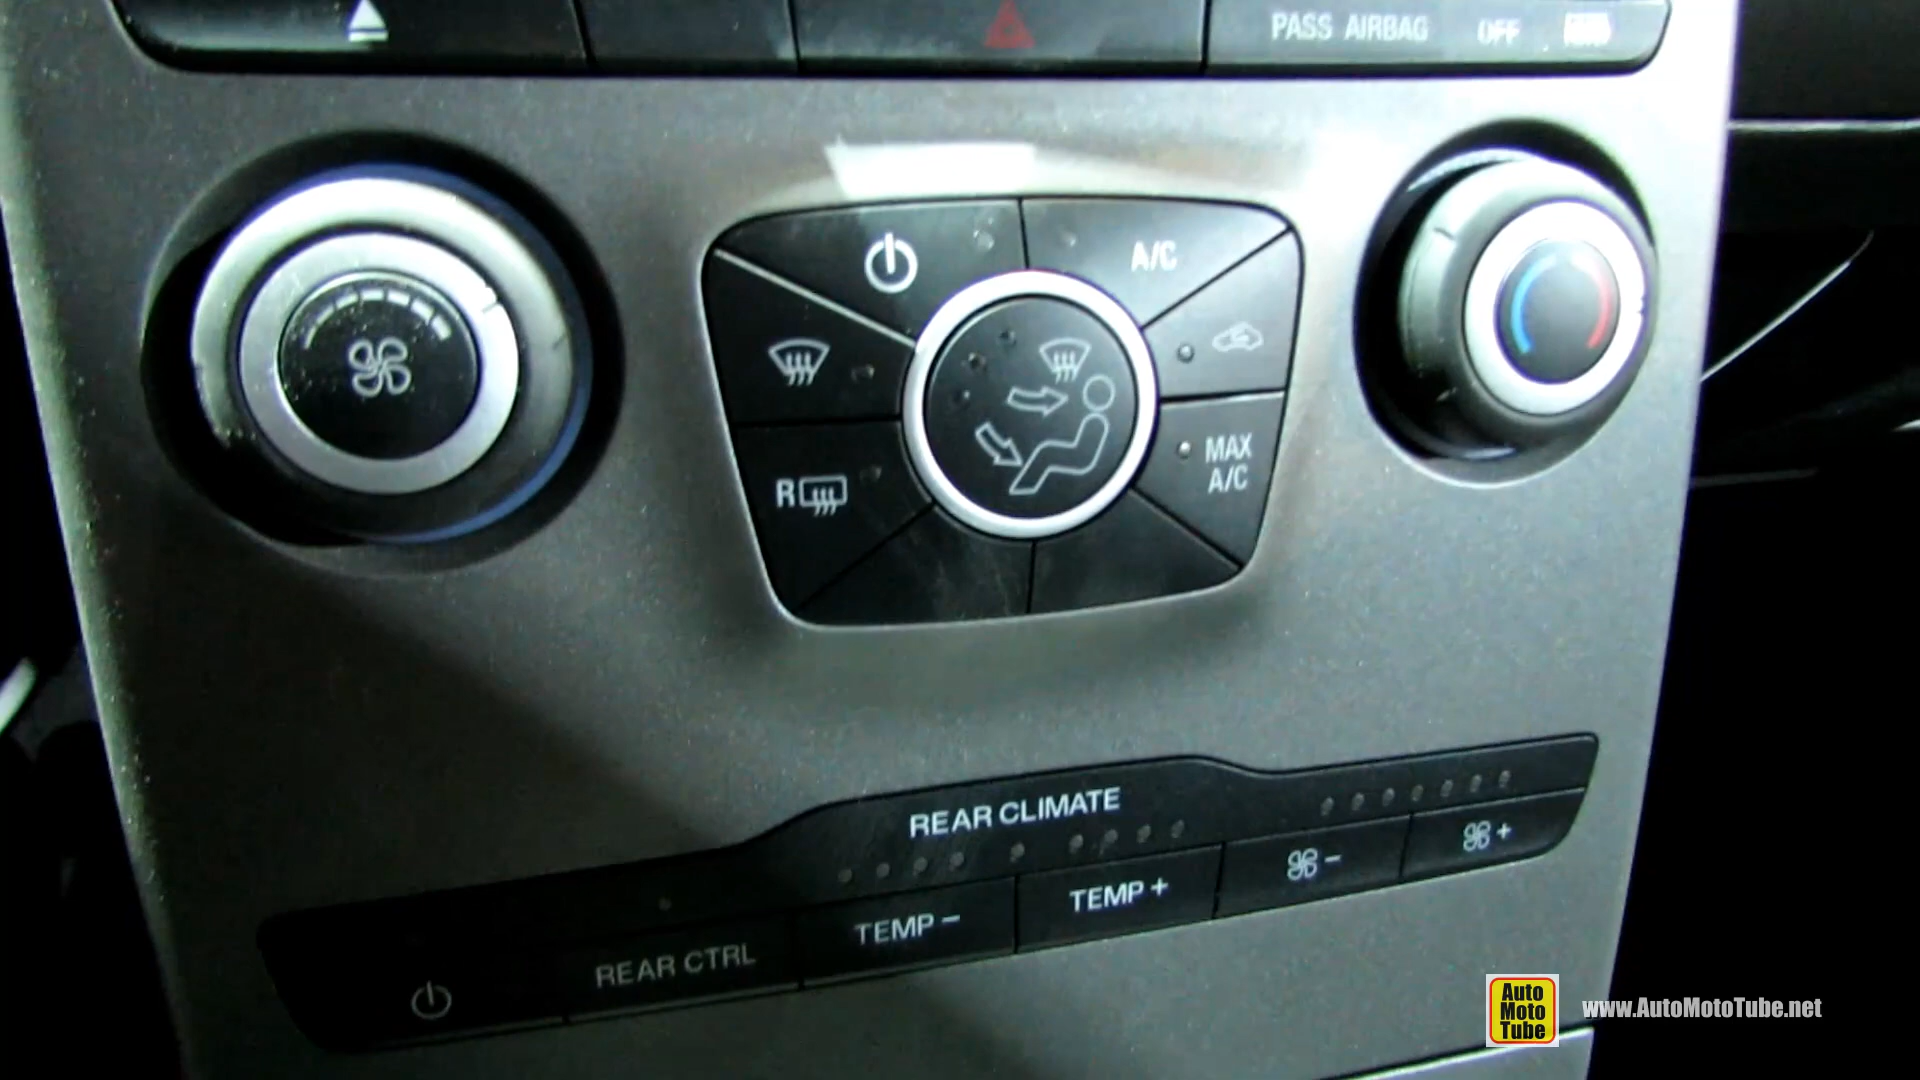 PASS AIRBAG OFF
A/C
R
MAX
A/C
REAR CLIMATE
REAR CTRL TEMP - TEMP + - +
Auto
Moto
Tube
www.AutoMotoTube.net